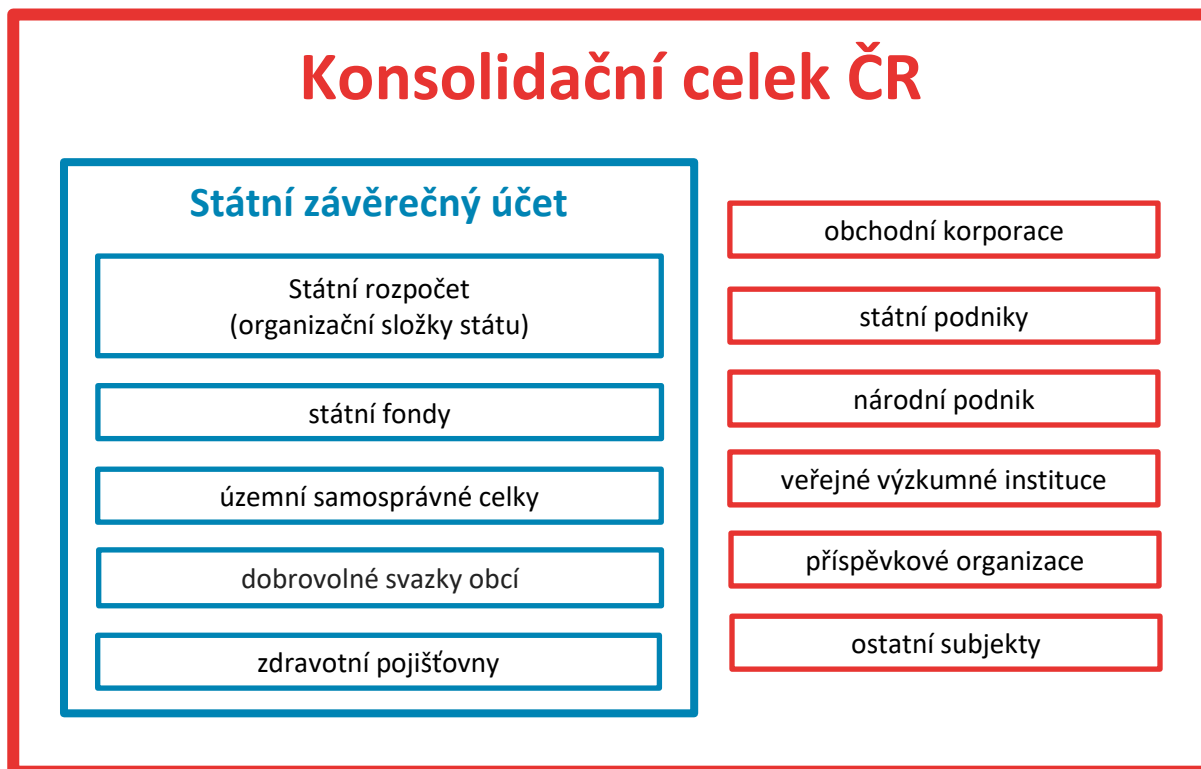 Konsolidační celek ČR
Státní závěrečný účet
Státní rozpočet
(organizační složky státu)
státní fondy
územní samosprávné celky
dobrovolné svazky obcí
zdravotní pojišťovny
obchodní korporace
státní podniky
národní podnik
veřejné výzkumné instituce
příspěvkové organizace
ostatní subjekty